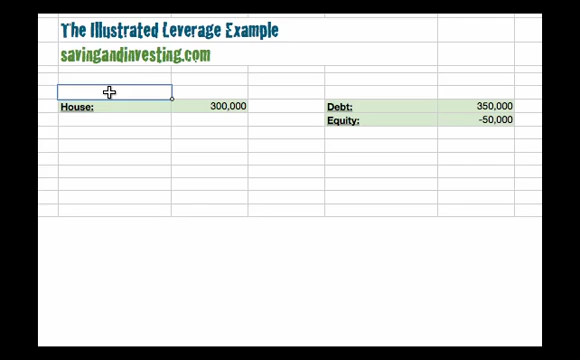 The Illustrated Leverage Example
savingandinvesting.com
House: 300,000 Debt: 350,000
Equity: -50,000